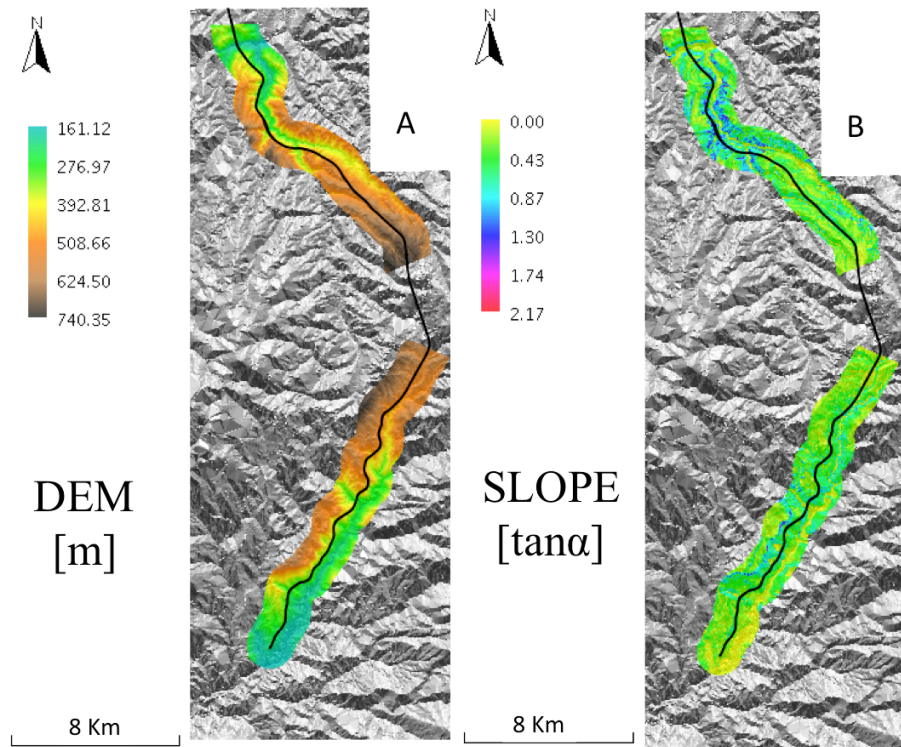 N
A
161.12
276.97
392.81
508.66
624.50
740.35
DEM
[m]
8 Km
N
B
0.00
0.43
0.87
1.30
1.74
2.17
SLOPE
[tanα]
8 Km